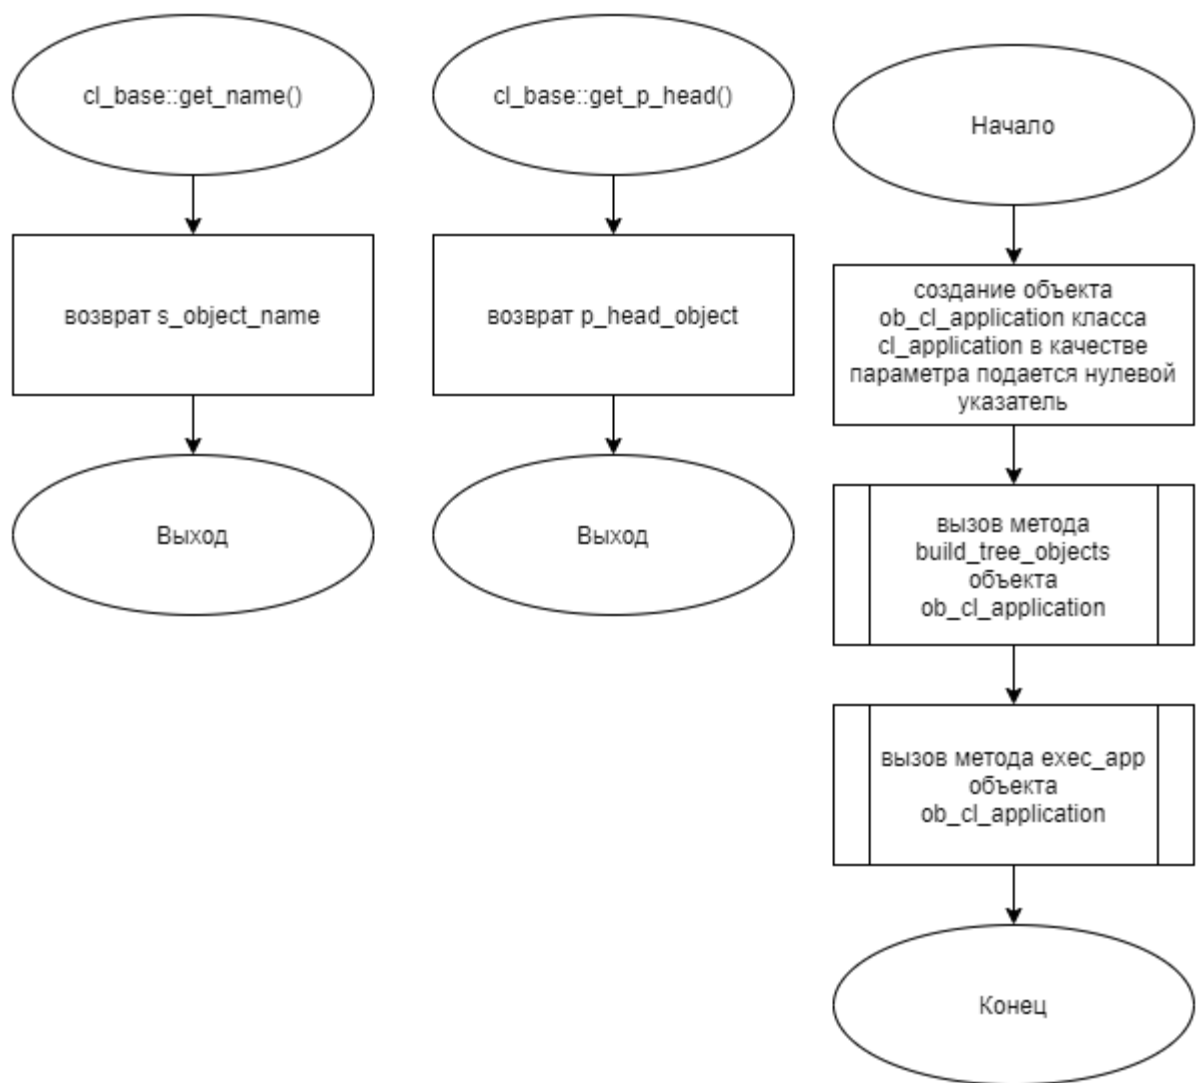 cl_base::get_name()
возврат s_object_name
Выход
cl_base::get_p_head()
возврат p_head_object
Выход
Начало
создание объекта
ob_cl_application класса
cl_application в качестве
параметра подается нулевой
указатель
вызов метода
build_tree_objects
объекта
ob_cl_application
вызов метода exec_app
объекта
ob_cl_application
Конец